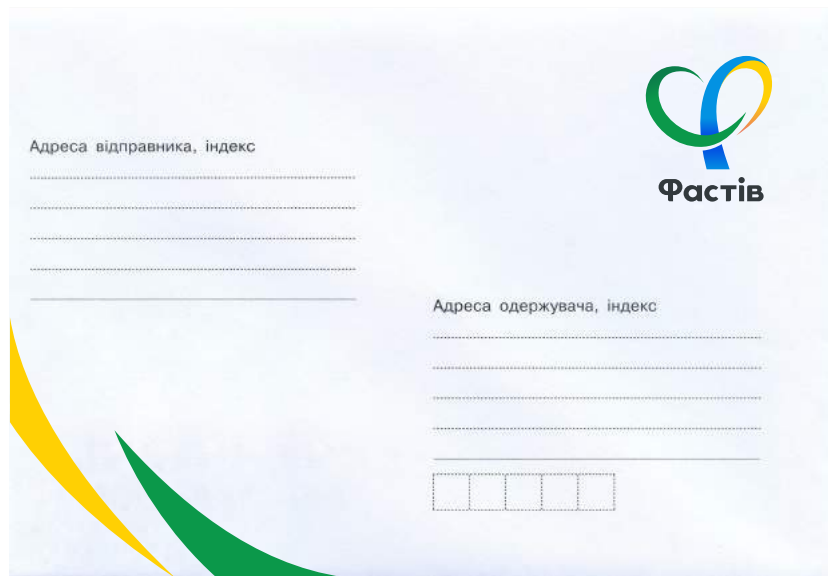 Фастів
Адреса відправника, індекс
Адреса одержувача, індекс